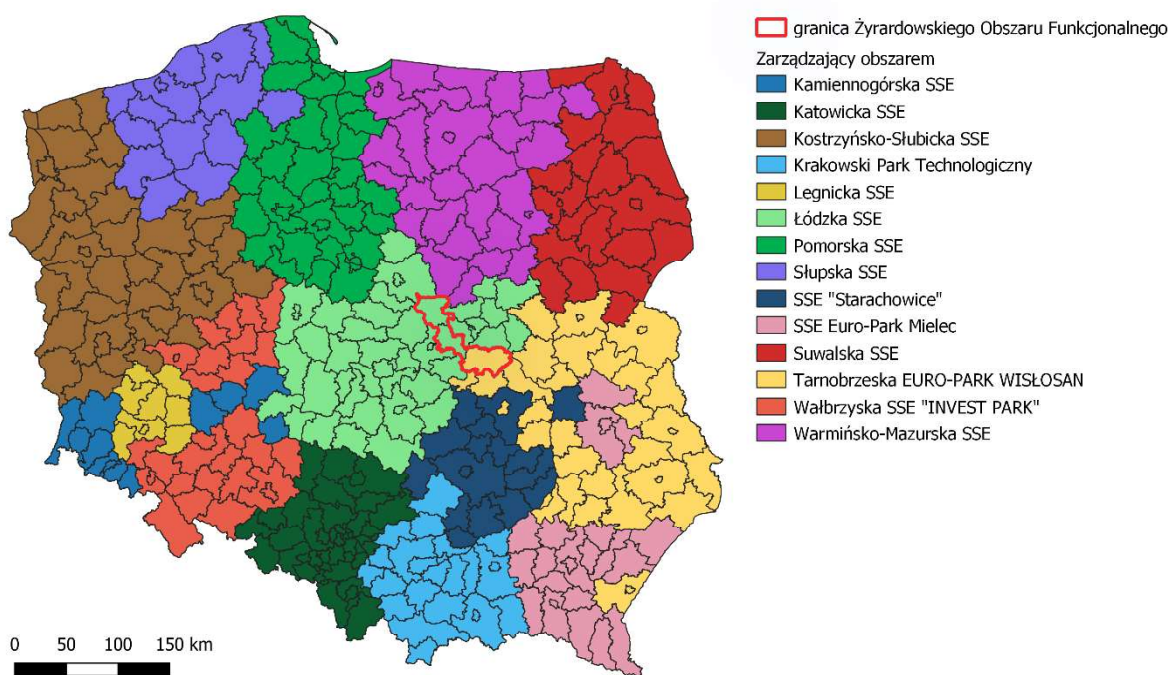 granica Żyrardowskiego Obszaru Funkcjonalnego
Zarządzający obszarem
Kamiennogórska SSE
Katowicka SSE
Kostrzyńsko-Słubicka SSE
Krakowski Park Technologiczny
Legnicka SSE
Łódzka SSE
Pomorska SSE
Słupska SSE
SSE "Starachowice"
SSE Euro-Park Mielec
Suwalska SSE
Tarnobrzeska EURO-PARK WISŁOSAN
Wałbrzyska SSE "INVEST PARK"
Warmińsko-Mazurska SSE
0 50 100 150 km